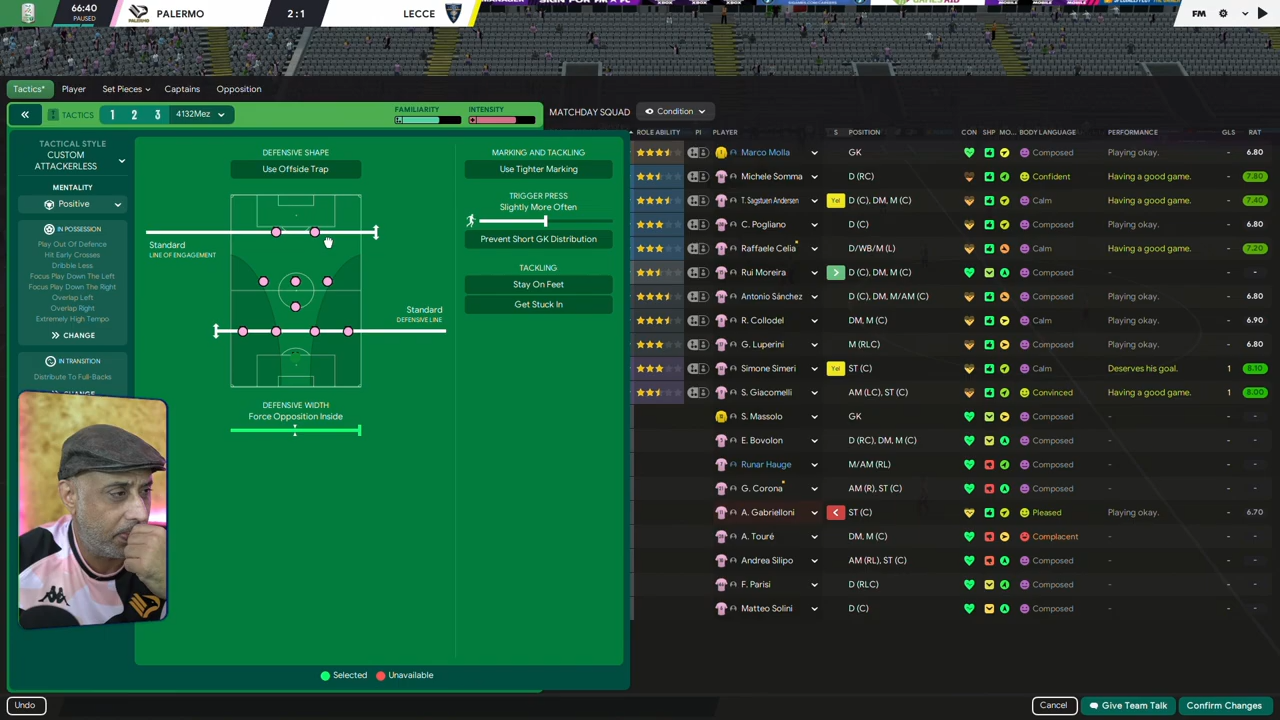 66:40
PAUSED
PALERMO
2 : 1
LECCE
FM
Tactics*
Player
Set Pieces
Captains
Opposition
TACTICS
1
2
3
4132Mez
FAMILIARITY
INTENSITY
MATCHDAY SQUAD
Condition
TACTICAL STYLE
CUSTOM
ATTACKERLESS
MENTALITY
Positive
IN POSSESSION
Play Out Of Defence
Hit Early Crosses
Dribble Less
Focus Play Down The Left
Focus Play Down The Right
Overlap Left
Overlap Right
Extremely High Tempo
CHANGE
IN TRANSITION
Distribute To Full-Backs
DEFENSIVE SHAPE
Use Offside Trap
Standard
LINE OF ENGAGEMENT
Standard
DEFENSIVE LINE
DEFENSIVE WIDTH
Force Opposition Inside
MARKING AND TACKLING
Use Tighter Marking
TRIGGER PRESS
Slightly More Often
Prevent Short GK Distribution
TACKLING
Stay On Feet
Get Stuck In
Selected
Unavailable
ROLE ABILITY PI PLAYER S POSITION CON SHP MO... BODY LANGUAGE PERFORMANCE GLS RAT
Marco Molla GK Composed Playing okay. - 6.80
Michele Somma D (RC) Confident Having a good game. - 7.80
T. Sagstuen Andersen Yel D (C), DM, M (C) Calm Having a good game. - 7.40
C. Pogliano D (C) Composed Playing okay. - 6.80
Raffaele Celia D/WB/M (L) Calm Having a good game. - 7.20
Rui Moreira D (C), DM, M (C) Composed - - -
Antonio Sánchez D (C), DM, M/AM (C) Composed Playing okay. - 6.90
R. Collodel DM, M (C) Calm Playing okay. - 6.90
G. Luperini M (RLC) Composed Playing okay. - 6.80
Simone Simeri Yel ST (C) Calm Deserves his goal. 1 8.10
S. Giacomelli AM (LC), ST (C) Convinced Having a good game. 1 8.00
S. Massolo GK Composed - - -
E. Bovolon D (RC), DM, M (C) Composed - - -
Runar Hauge M/AM (RL) Composed - - -
G. Corona AM (R), ST (C) Composed - - -
A. Gabrielloni ST (C) Pleased Playing okay. - 6.70
A. Touré DM, M (C) Complacent - - -
Andrea Silipo AM (RL), ST (C) Composed - - -
F. Parisi D (RLC) Composed - - -
Matteo Solini D (C) Composed - - -
Undo
Cancel
Give Team Talk
Confirm Changes